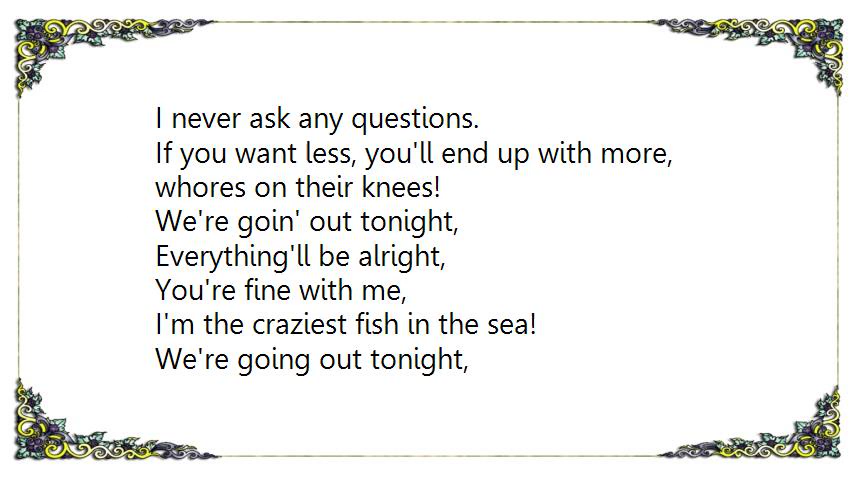 I never ask any questions.
If you want less, you'll end up with more,
whores on their knees!
We're goin' out tonight,
Everything'll be alright,
You're fine with me,
I'm the craziest fish in the sea!
We're going out tonight,